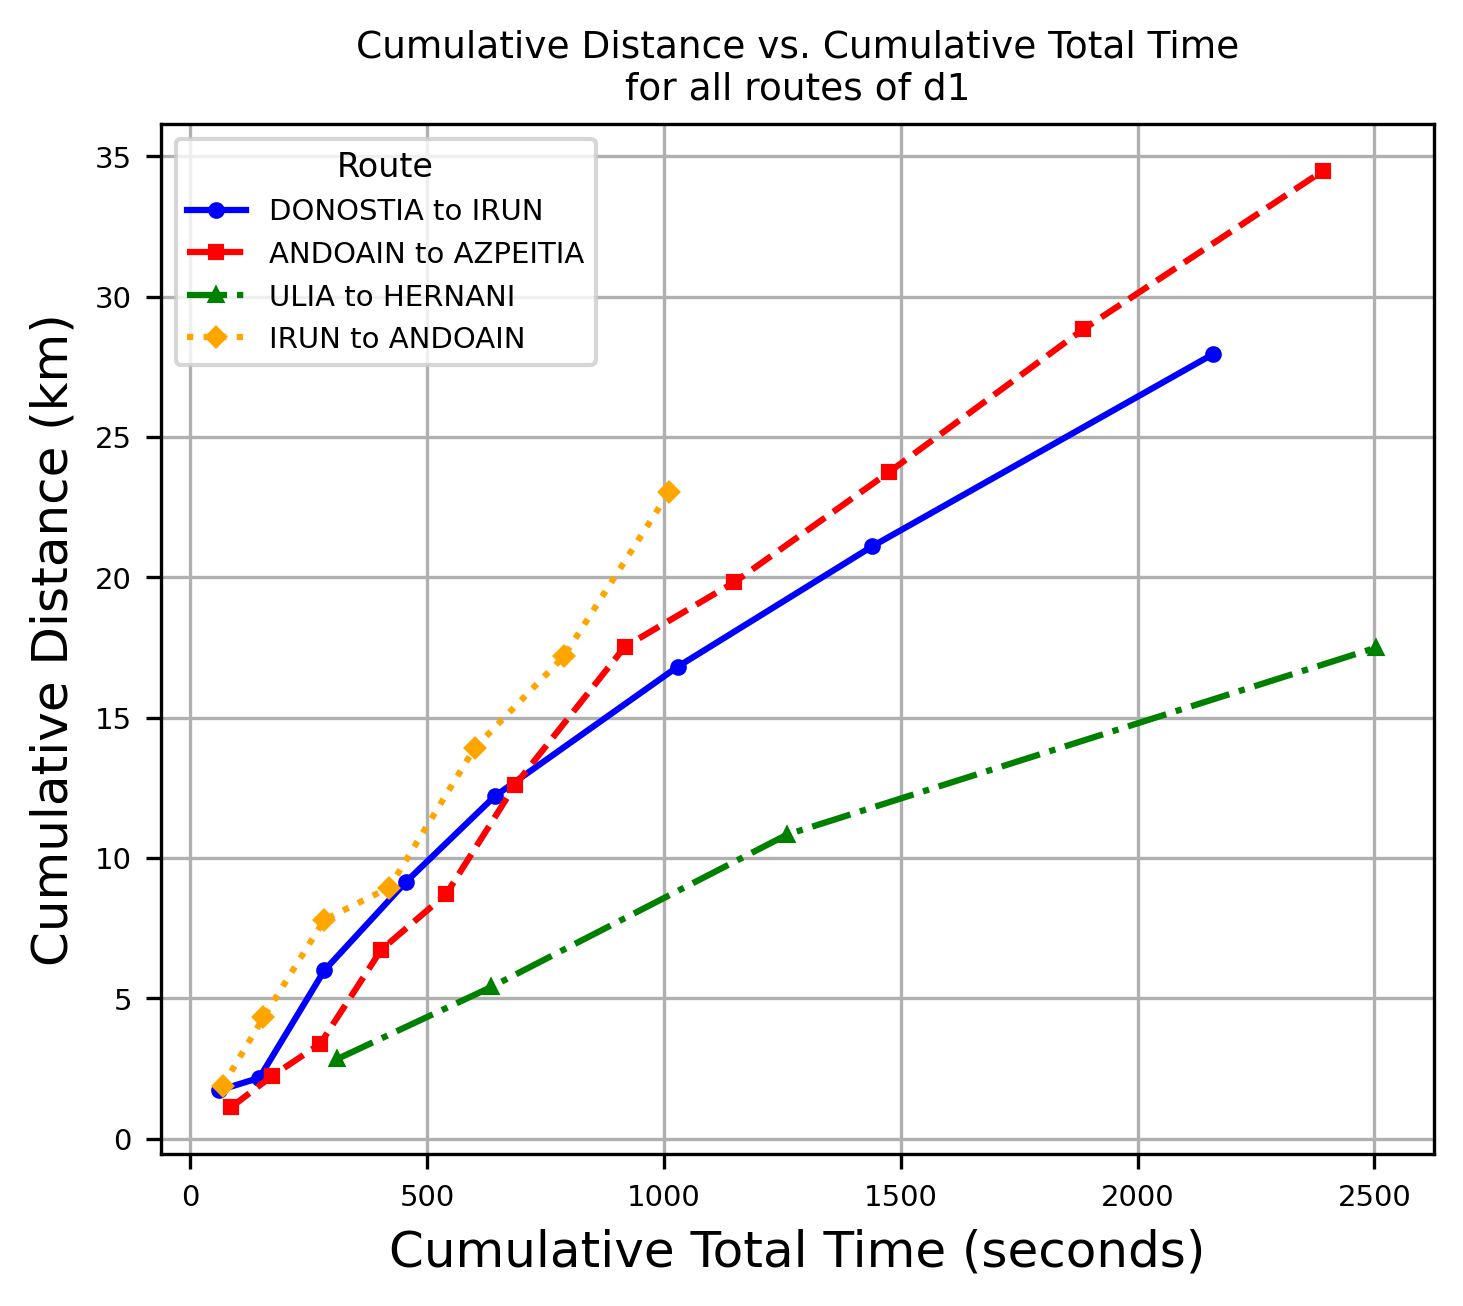 Cumulative Distance vs. Cumulative Total Time
for all routes of d1
Route
DONOSTIA to IRUN
ANDOAIN to AZPEITIA
ULIA to HERNANI
IRUN to ANDOAIN
Cumulative Distance (km)
35
30
25
20
15
10
5
0
0 500 1000 1500 2000 2500
Cumulative Total Time (seconds)